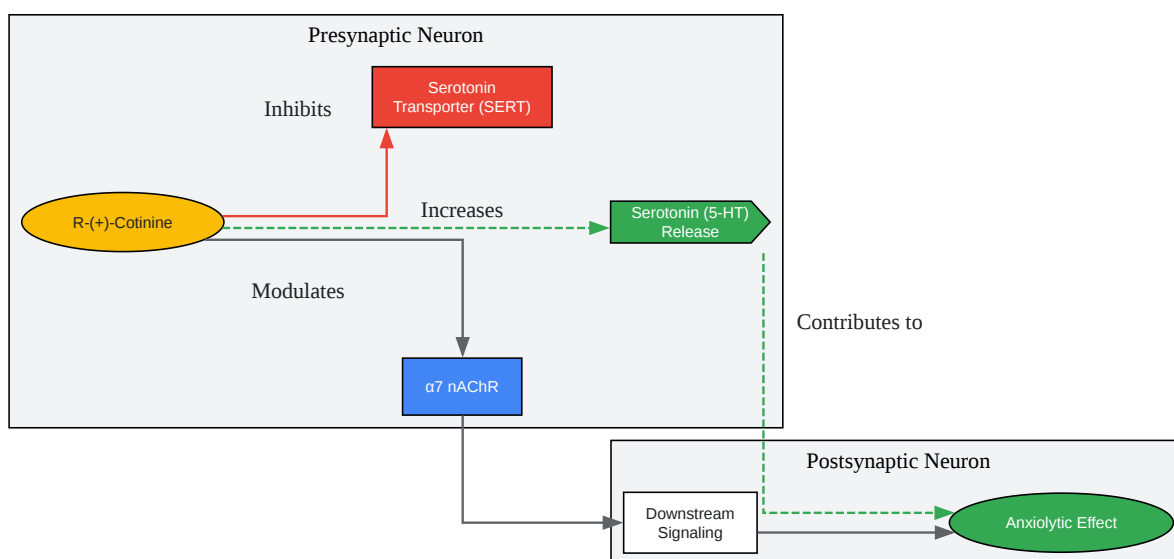 Presynaptic Neuron
Serotonin
Transporter (SERT)
Inhibits
R-(+)-Cotinine
Increases
Serotonin (5-HT)
Release
Modulates
Contributes to
α7 nAChR
Postsynaptic Neuron
Downstream
Signaling
Anxiolytic Effect